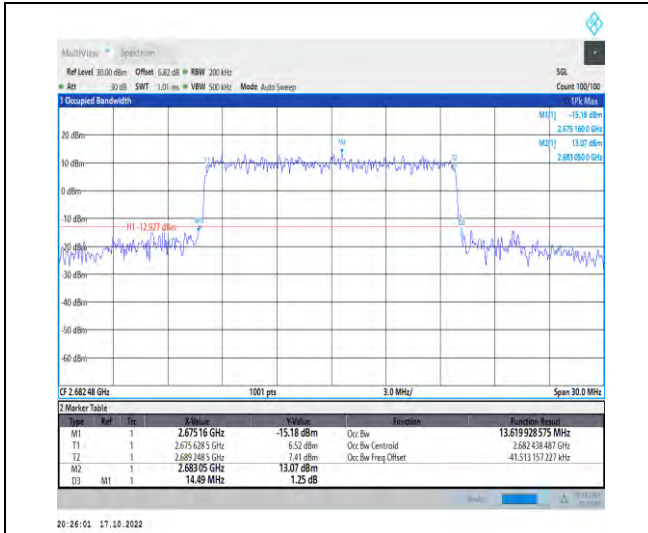 MultiView Spectrum
Ref Level 30.00 dBm Offset 6.82 dB RBW 200 kHz SGL
Att 30 dB SWT 1.01 ms VBW 500 kHz Mode Auto Sweep Count 100/100
1 Occupied Bandwidth 1Pk Max
M1[1] -15.18 dBm
2.675 160 0 GHz
M2[1] 13.07 dBm
2.683 050 0 GHz
20 dBm
M2
T1 T2
10 dBm
0 dBm
-10 dBm
H1 -12.927 dBm
-20 dBm
-30 dBm
-40 dBm
-50 dBm
-60 dBm
CF 2.682 48 GHz 1001 pts 3.0 MHz/ Span 30.0 MHz
2 Marker Table
Type Ref Trc X-Value Y-Value Function Function Result
M1 1 2.675 16 GHz -15.18 dBm Occ Bw 13.619 928 575 MHz
T1 1 2.675 628 5 GHz 6.52 dBm Occ Bw Centroid 2.682 438 487 GHz
T2 1 2.689 248 5 GHz 7.41 dBm Occ Bw Freq Offset -41.513 157 227 kHz
M2 1 2.683 05 GHz 13.07 dBm
D3 M1 1 14.49 MHz 1.25 dB
20:26:01 17.10.2022